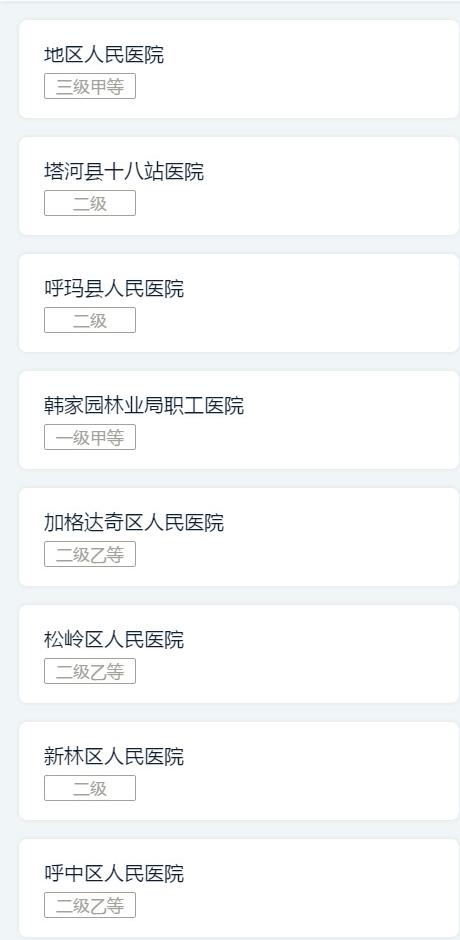 地区人民医院
三级甲等
塔河县十八站医院
二级
呼玛县人民医院
二级
韩家园林业局职工医院
一级甲等
加格达奇区人民医院
二级乙等
松岭区人民医院
二级乙等
新林区人民医院
二级
呼中区人民医院
二级乙等